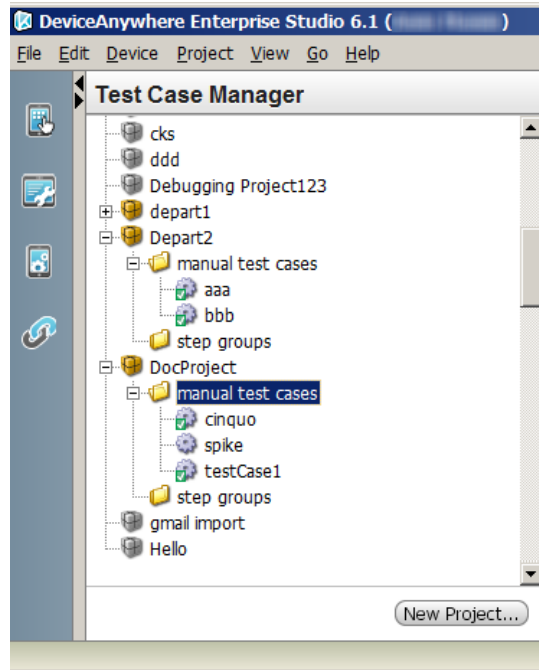 DeviceAnywhere Enterprise Studio 6.1 ( )
File Edit Device Project View Go Help
Test Case Manager
cks
ddd
Debugging Project123
depart1
Depart2
manual test cases
aaa
bbb
step groups
DocProject
manual test cases
cinquo
spike
testCase1
step groups
gmail import
Hello
New Project...